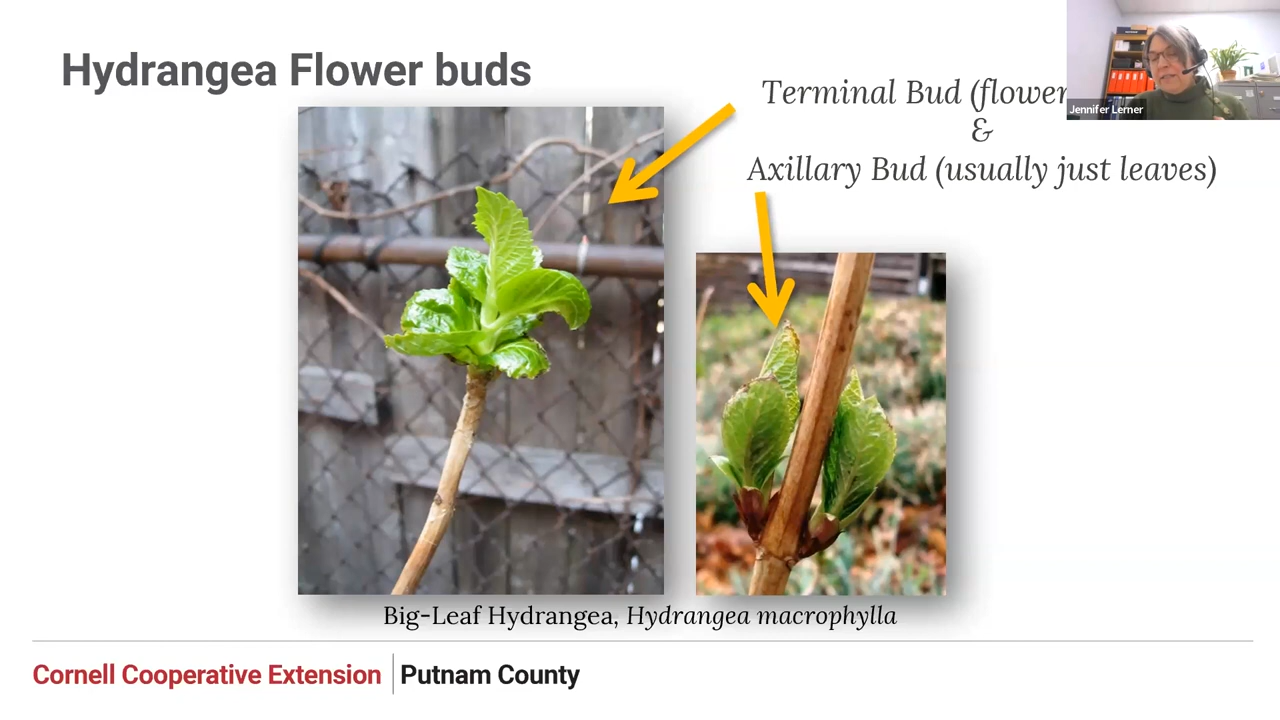 Hydrangea Flower buds
Terminal Bud (flower
&
Axillary Bud (usually just leaves)
Jennifer Lerner
Big-Leaf Hydrangea, Hydrangea macrophylla
Cornell Cooperative Extension Putnam County